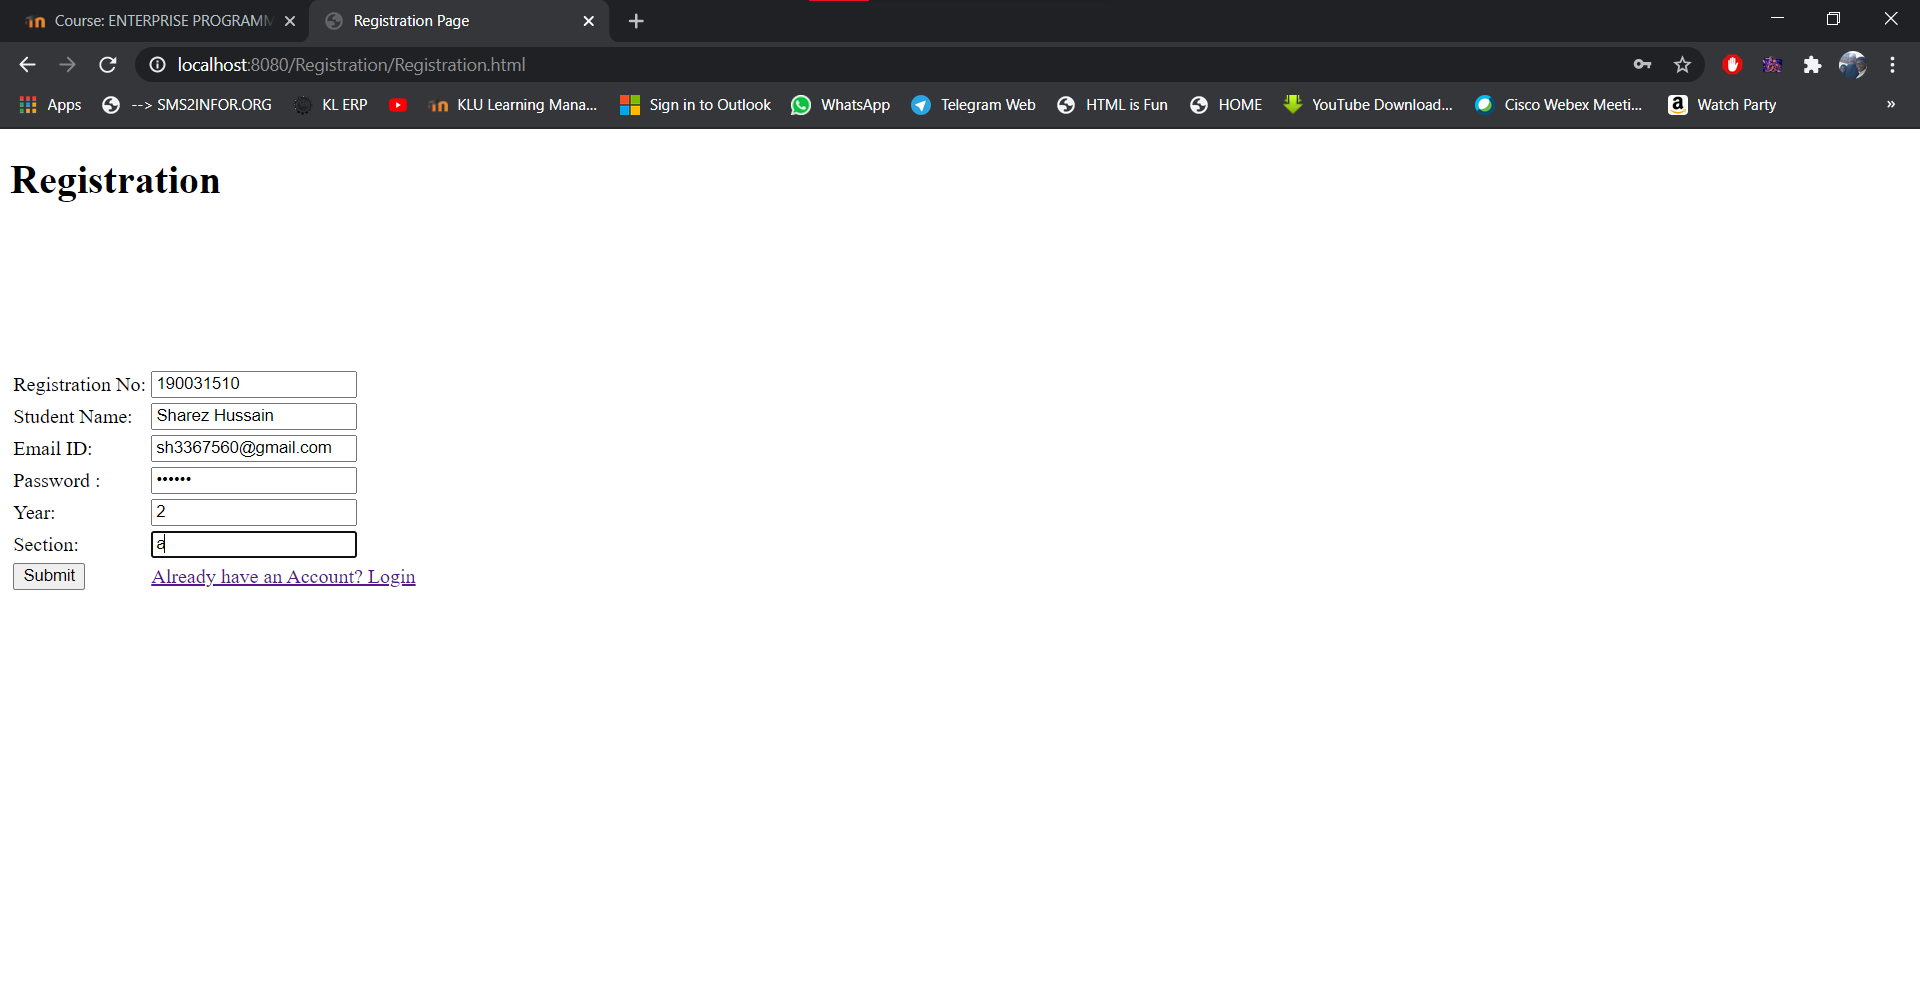 Course: ENTERPRISE PROGRAMM
Registration Page
localhost:8080/Registration/Registration.html
Apps
--> SMS2INFOR.ORG
KL ERP
KLU Learning Mana...
Sign in to Outlook
WhatsApp
Telegram Web
HTML is Fun
HOME
YouTube Download...
Cisco Webex Meeti...
Watch Party
»
Registration
Registration No: 190031510
Student Name: Sharez Hussain
Email ID: sh3367560@gmail.com
Password : ••••••
Year: 2
Section: a
Submit Already have an Account? Login